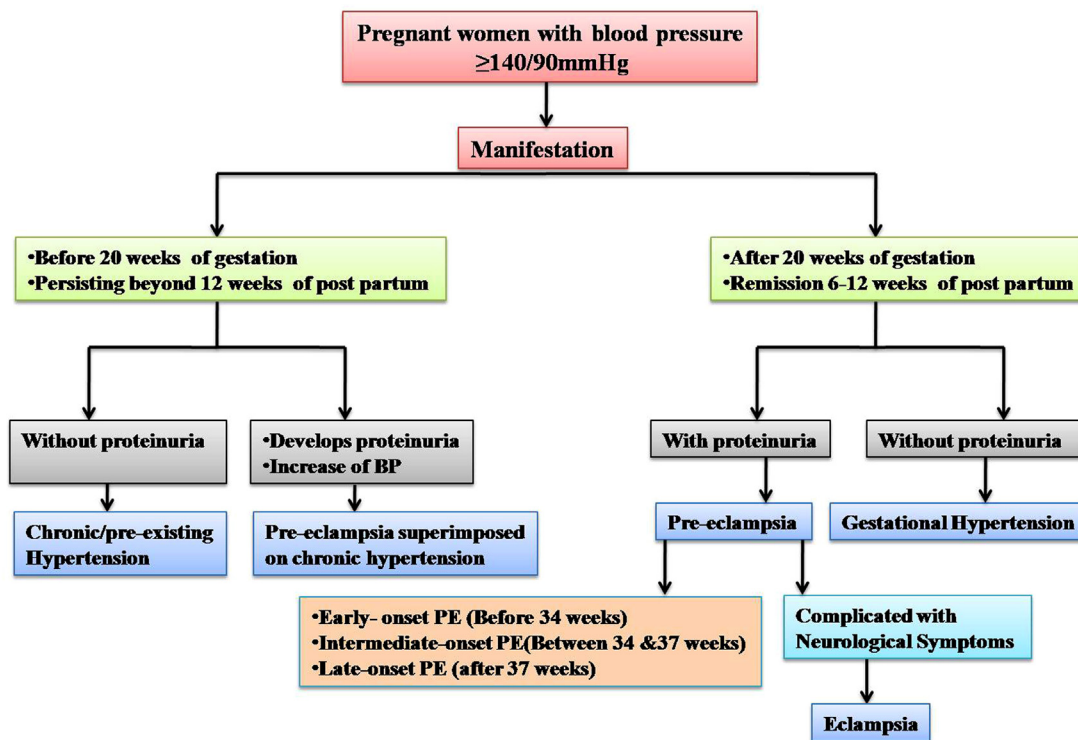 Pregnant women with blood pressure
≥140/90mmHg
Manifestation
•Before 20 weeks of gestation
•Persisting beyond 12 weeks of post partum
•After 20 weeks of gestation
•Remission 6-12 weeks of post partum
Without proteinuria
•Develops proteinuria
•Increase of BP
With proteinuria
Without proteinuria
Chronic/pre-existing
Hypertension
Pre-eclampsia superimposed
on chronic hypertension
Pre-eclampsia
Gestational Hypertension
•Early- onset PE (Before 34 weeks)
•Intermediate-onset PE(Between 34 &37 weeks)
•Late-onset PE (after 37 weeks)
Complicated with
Neurological Symptoms
Eclampsia